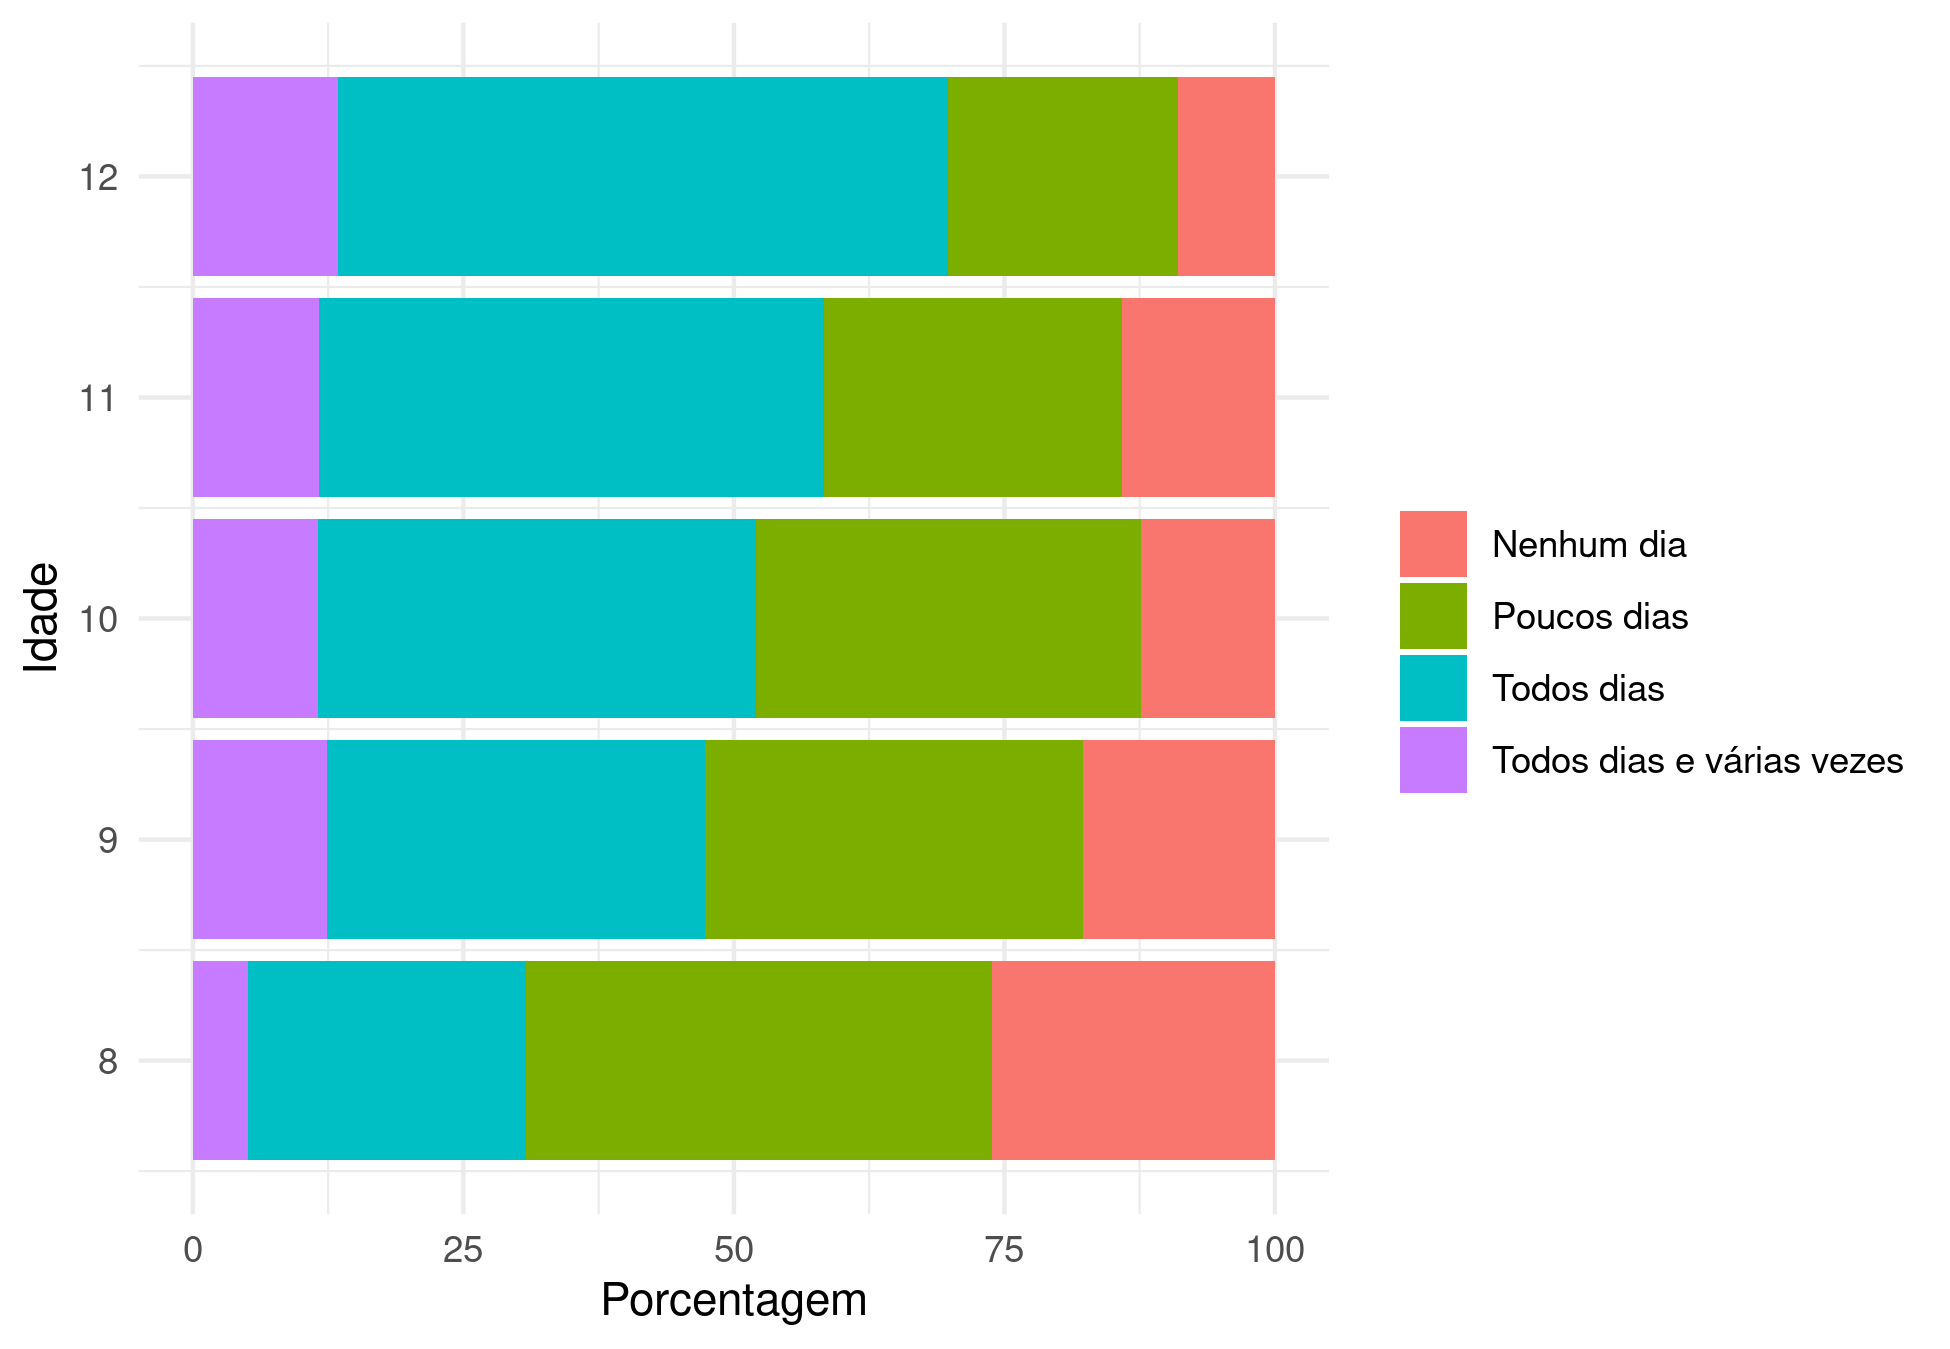 12
11
10
9
8
Idade
0 25 50 75 100
Porcentagem
Nenhum dia
Poucos dias
Todos dias
Todos dias e várias vezes